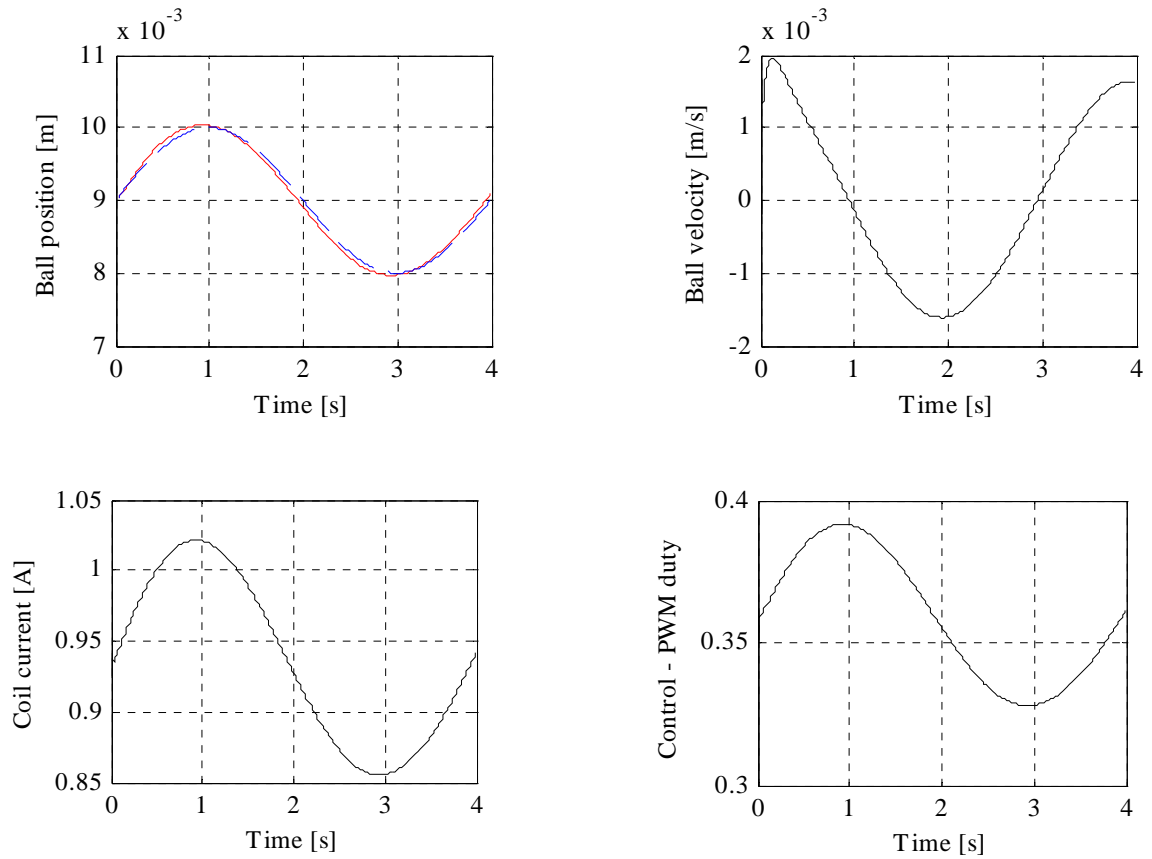 x 10^-3
11
10
9
8
7
Ball position [m]
0 1 2 3 4
Time [s]
x 10^-3
2
1
0
-1
-2
Ball velocity [m/s]
0 1 2 3 4
Time [s]
1.05
1
0.95
0.9
0.85
Coil current [A]
0 1 2 3 4
Time [s]
0.4
0.35
0.3
Control - PWM duty
0 1 2 3 4
Time [s]